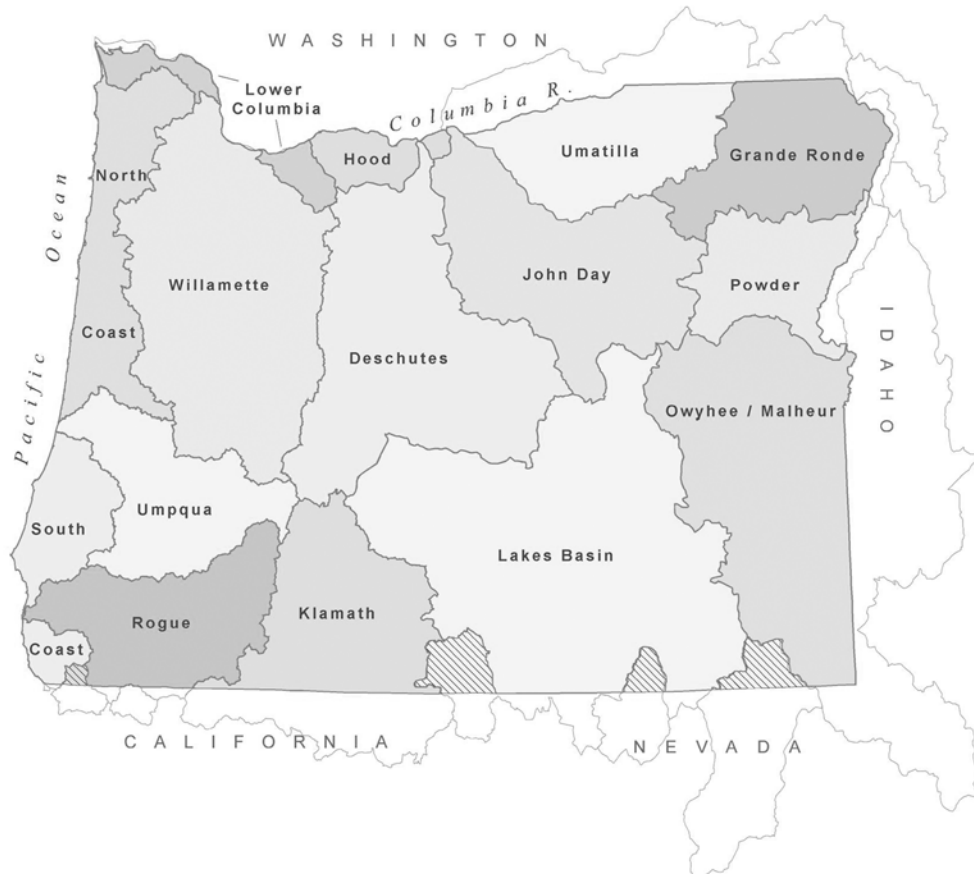 WASHINGTON
Lower
Columbia
Columbia R.
Hood
Umatilla
Grande Ronde
North
Pacific Ocean
Willamette
John Day
Powder
IDAHO
Coast
Deschutes
Owyhee / Malheur
Umpqua
South
Lakes Basin
Rogue
Klamath
Coast
CALIFORNIA
NEVADA